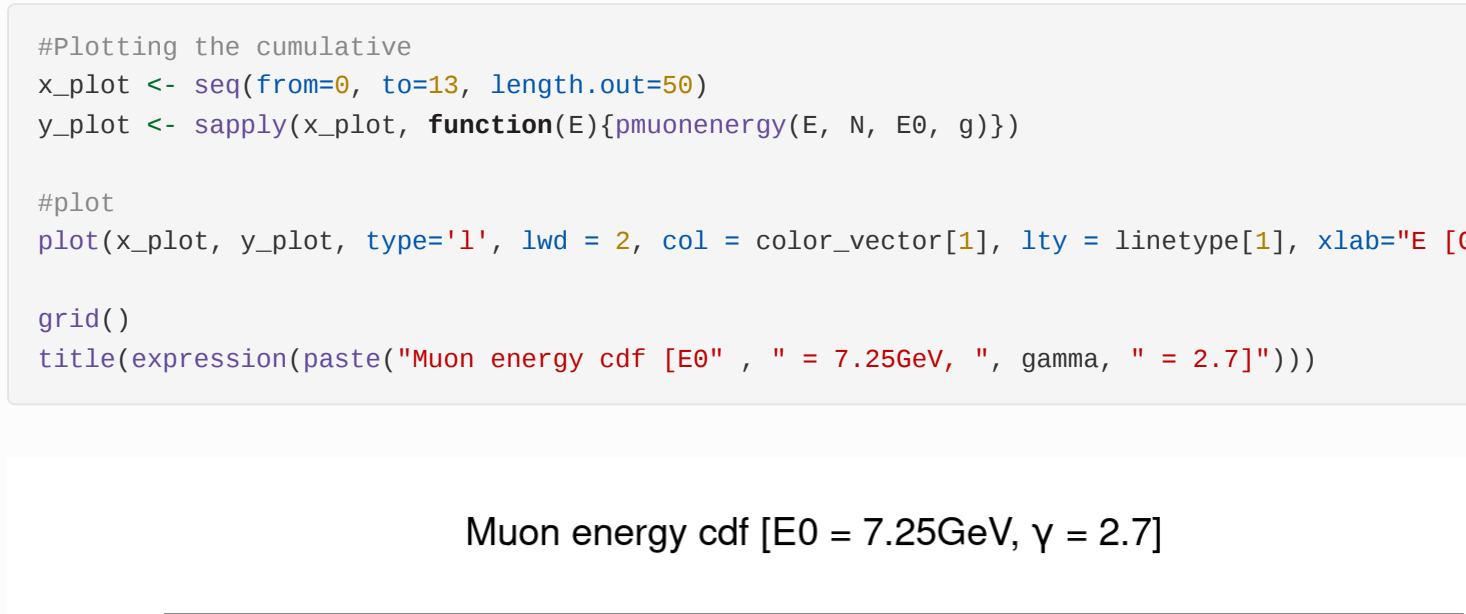 #Plotting the cumulative
x_plot <- seq(from=0, to=13, length.out=50)
y_plot <- sapply(x_plot, function(E){pmuonenergy(E, N, E0, g)})
#plot
plot(x_plot, y_plot, type='l', lwd = 2, col = color_vector[1], lty = linetype[1], xlab="E [
grid()
title(expression(paste("Muon energy cdf [E0" , " = 7.25GeV, ", gamma, " = 2.7]")))
Muon energy cdf [E0 = 7.25GeV, γ = 2.7]